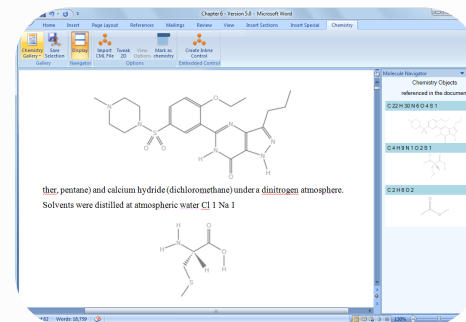 Chapter 6 - Version 5.0 - Microsoft Word
Home Insert Page Layout References Mailings Review View Insert Sections Insert Special Chemistry
Chemistry Gallery Save Selection Display Import CML File Tweak 2D View Options Mark as chemistry Create Inline Control
Gallery Navigator Options Embedded Control
Molecule Navigator
Chemistry Objects
referenced in the documen
C 22 H 30 N 6 O 4 S 1
O
N
N
N
S
O
O
N
N
N
H
O
N
H
C 4 H 9 N 1 O 2 S 1
C 2 H 6 O 2
ther, pentane) and calcium hydride (dichloromethane) under a dinitrogen atmosphere.
Solvents were distilled at atmospheric water Cl 1 Na 1
H
O
H
N
O
H
H
S
62 Words: 18,759
130%